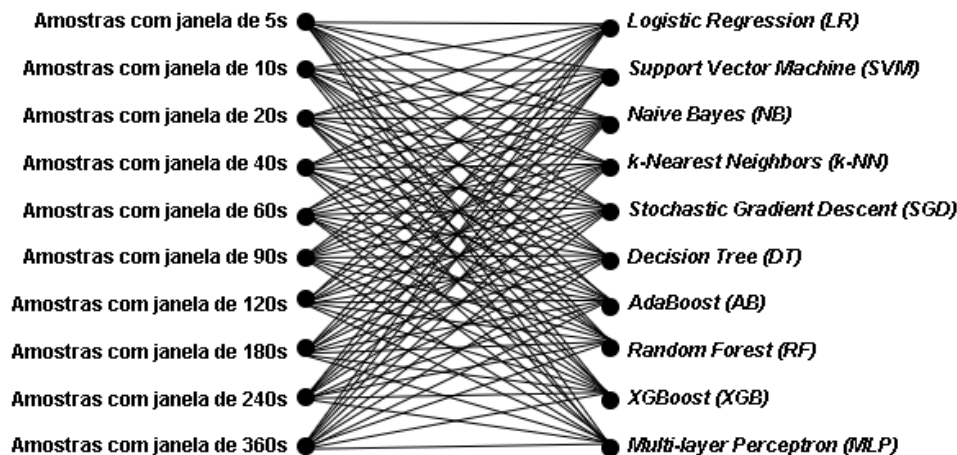 Amostras com janela de 5s
Logistic Regression (LR)
Amostras com janela de 10s
Support Vector Machine (SVM)
Amostras com janela de 20s
Naive Bayes (NB)
Amostras com janela de 40s
k-Nearest Neighbors (k-NN)
Amostras com janela de 60s
Stochastic Gradient Descent (SGD)
Amostras com janela de 90s
Decision Tree (DT)
Amostras com janela de 120s
AdaBoost (AB)
Amostras com janela de 180s
Random Forest (RF)
Amostras com janela de 240s
XGBoost (XGB)
Amostras com janela de 360s
Multi-layer Perceptron (MLP)